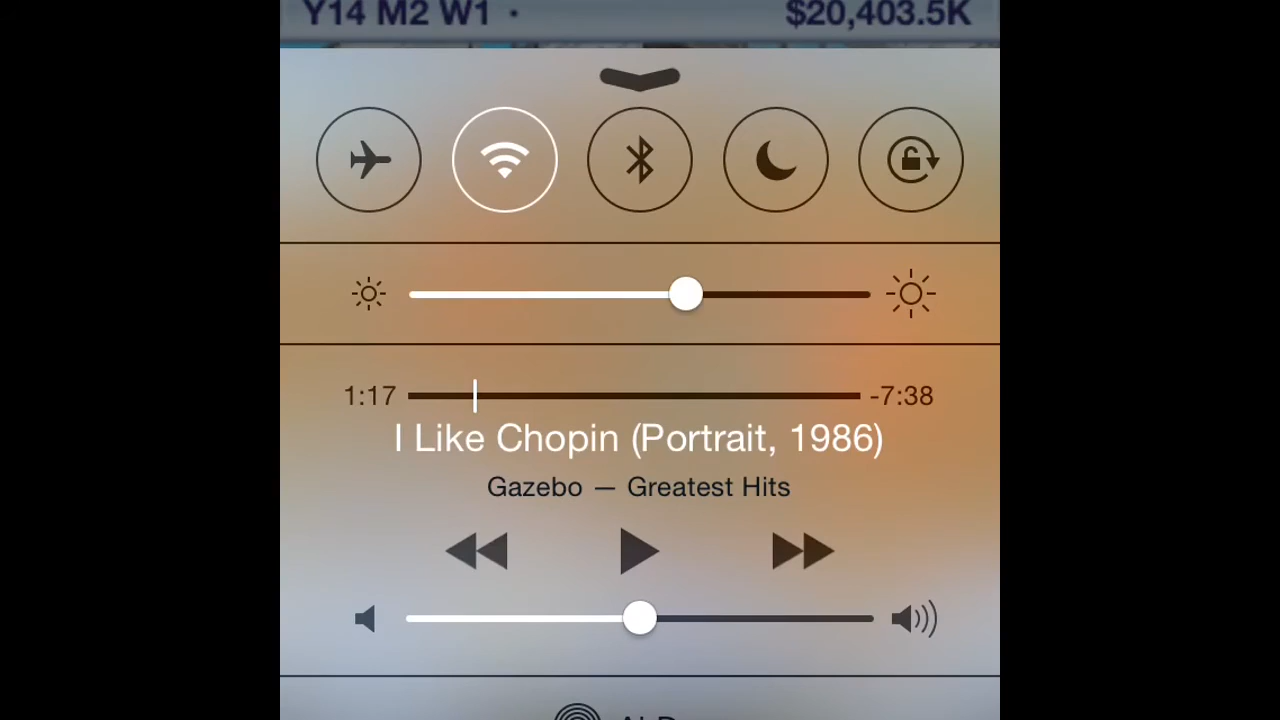 Y14 M2 W1 · $20,403.5K
1:17 -7:38
I Like Chopin (Portrait, 1986)
Gazebo — Greatest Hits